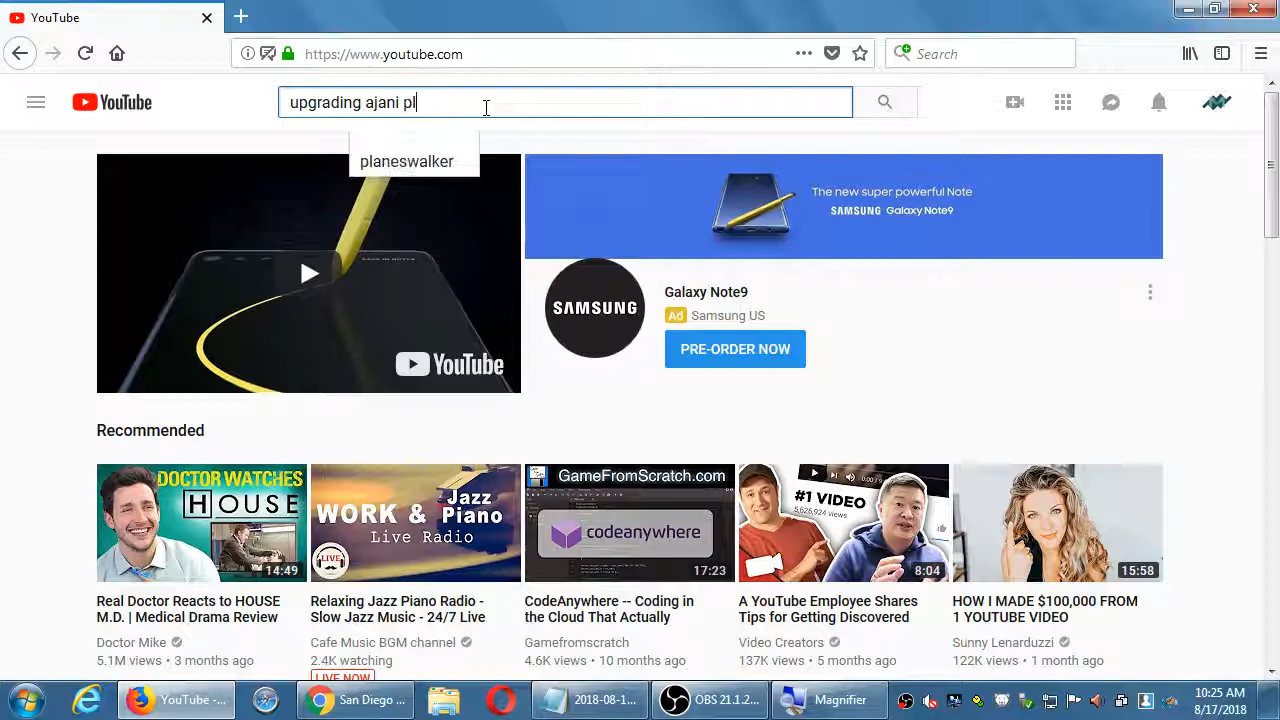 YouTube
https://www.youtube.com
Search
YouTube
upgrading ajani pl
planeswalker
SAVE IN NOTES
YouTube
The new super powerful Note
SAMSUNG Galaxy Note9
SAMSUNG
Galaxy Note9
Ad Samsung US
PRE-ORDER NOW
Recommended
DOCTOR WATCHES
HOUSE
14:49
Jazz
WORK & Piano
Live Radio
LIVE
GameFromScratch.com
codeanywhere
17:23
#1 VIDEO
5,626,924 views
8:04
15:58
Real Doctor Reacts to HOUSE
M.D. | Medical Drama Review
Doctor Mike
5.1M views • 3 months ago
Relaxing Jazz Piano Radio -
Slow Jazz Music - 24/7 Live
Cafe Music BGM channel
2.4K watching
LIVE NOW
CodeAnywhere -- Coding in
the Cloud That Actually
Gamefromscratch
4.6K views • 10 months ago
A YouTube Employee Shares
Tips for Getting Discovered
Video Creators
137K views • 5 months ago
HOW I MADE $100,000 FROM
1 YOUTUBE VIDEO
Sunny Lenarduzzi
122K views • 1 month ago
YouTube -...
San Diego ...
2018-08-1...
OBS 21.1.2...
Magnifier
10:25 AM
8/17/2018